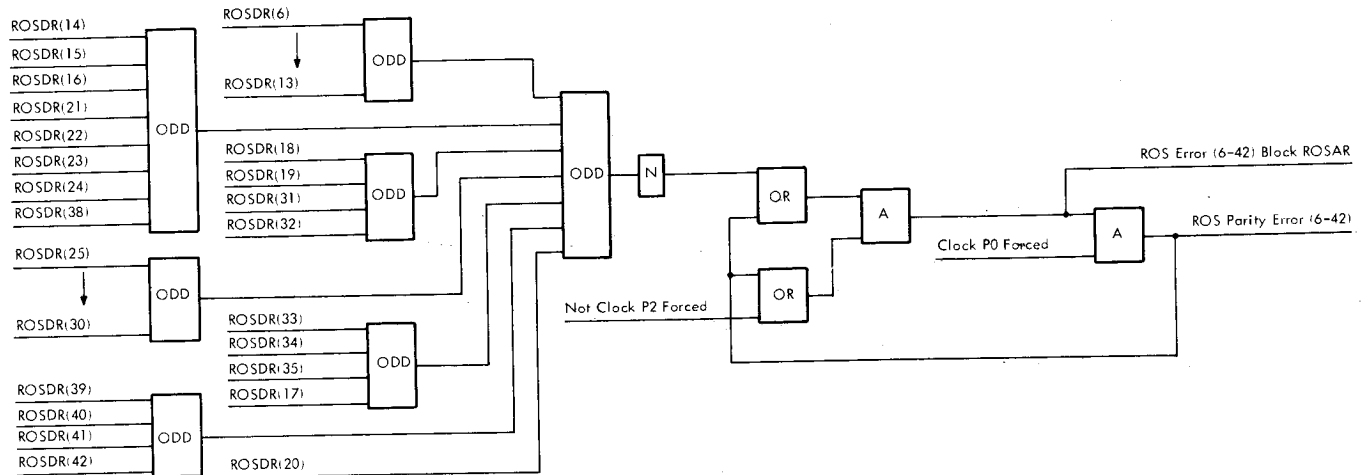 ROSDR(14)
ROSDR(15)
ROSDR(16)
ROSDR(21)
ROSDR(22)
ROSDR(23)
ROSDR(24)
ROSDR(38)
ODD
ROSDR(25)
ROSDR(30)
ODD
ROSDR(39)
ROSDR(40)
ROSDR(41)
ROSDR(42)
ODD
ROSDR(6)
ROSDR(13)
ODD
ROSDR(18)
ROSDR(19)
ROSDR(31)
ROSDR(32)
ODD
ROSDR(33)
ROSDR(34)
ROSDR(35)
ROSDR(17)
ODD
ROSDR(20)
ODD
N
OR
Not Clock P2 Forced
OR
A
Clock P0 Forced
A
ROS Error (6-42) Block ROSAR
ROS Parity Error (6-42)